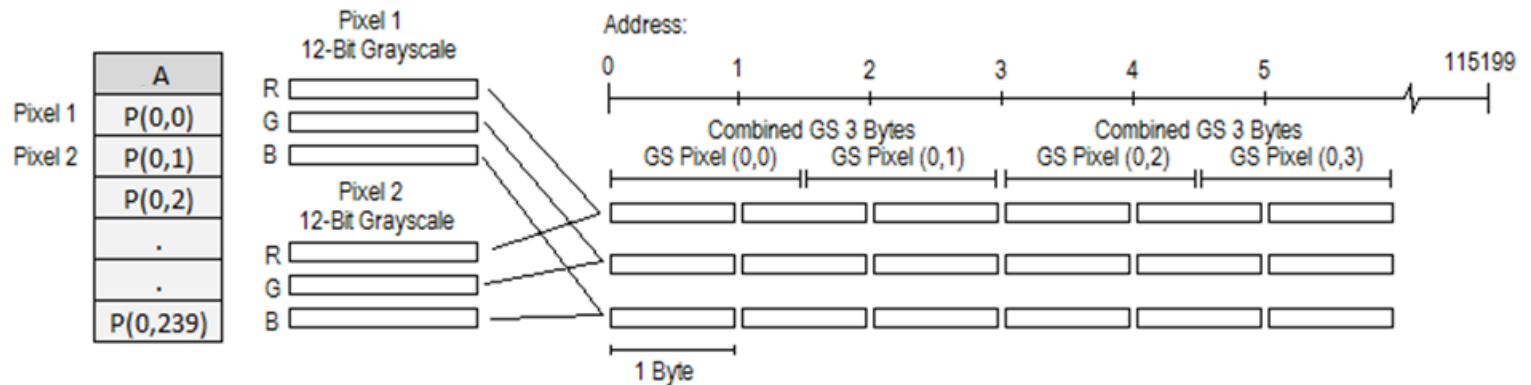 A
Pixel 1 P(0,0)
Pixel 2 P(0,1)
P(0,2)
.
.
P(0,239)
Pixel 1
12-Bit Grayscale
R
G
B
Pixel 2
12-Bit Grayscale
R
G
B
Address:
0 1 2 3 4 5 115199
Combined GS 3 Bytes Combined GS 3 Bytes
GS Pixel (0,0) GS Pixel (0,1) GS Pixel (0,2) GS Pixel (0,3)
1 Byte